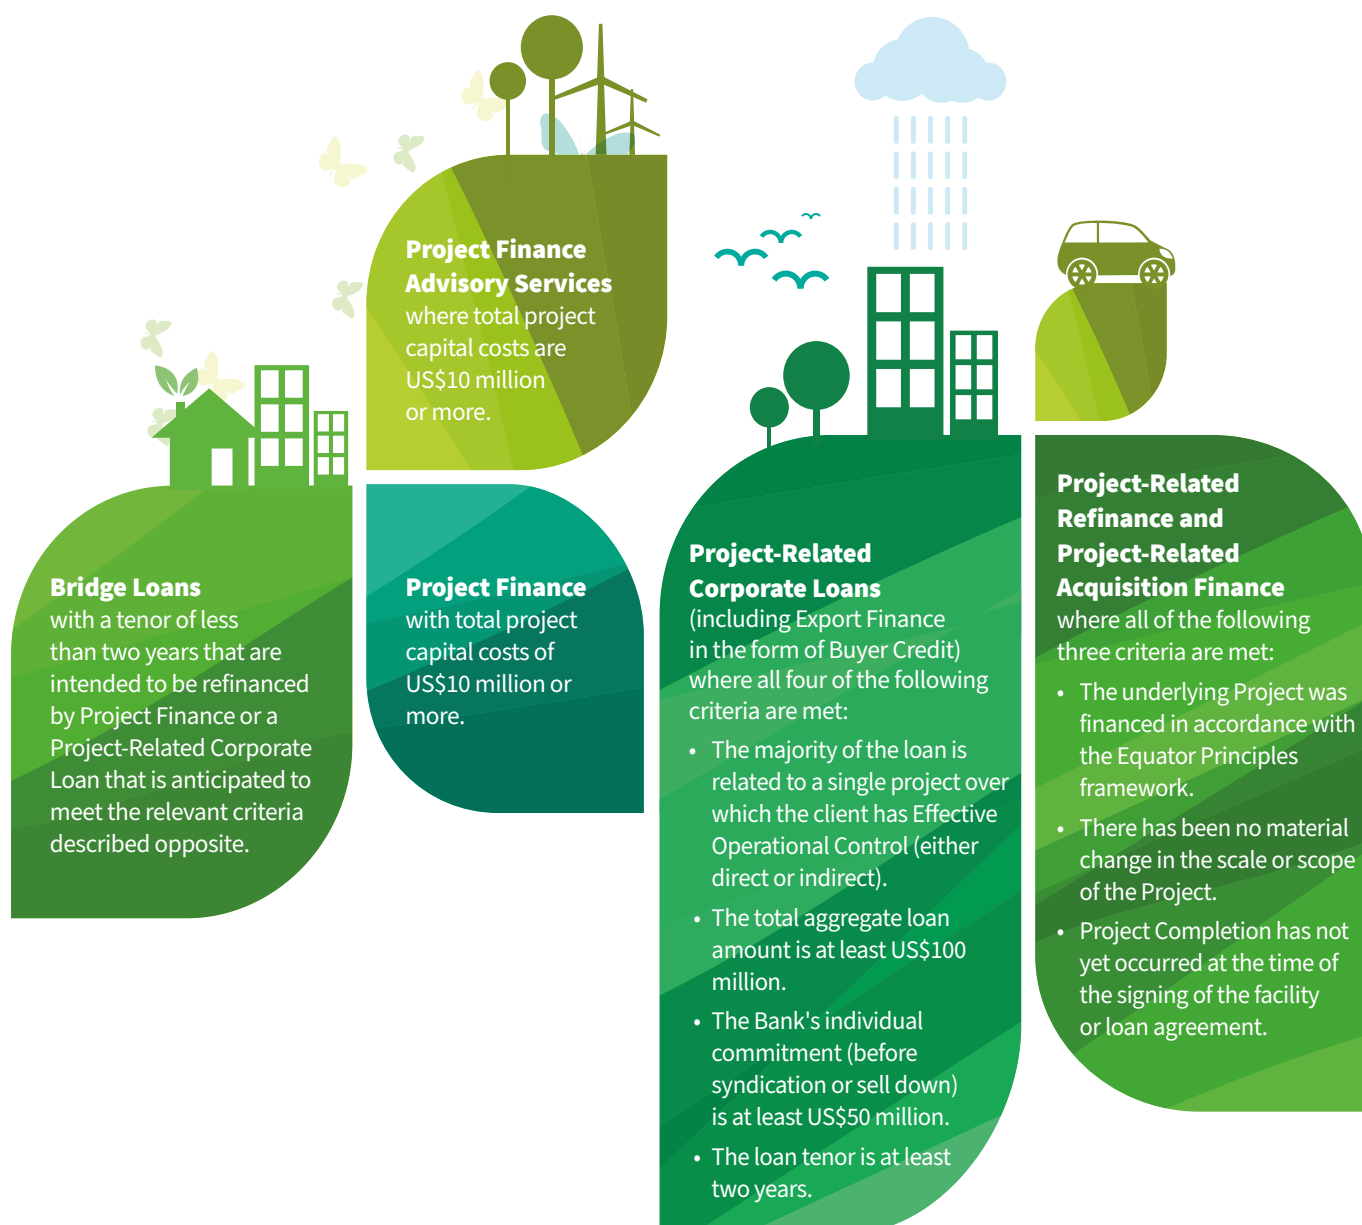 Project Finance
Advisory Services
where total project
capital costs are
US$10 million
or more.
Bridge Loans
with a tenor of less
than two years that are
intended to be refinanced
by Project Finance or a
Project-Related Corporate
Loan that is anticipated to
meet the relevant criteria
described opposite.
Project Finance
with total project
capital costs of
US$10 million or
more.
Project-Related
Corporate Loans
(including Export Finance
in the form of Buyer Credit)
where all four of the following
criteria are met:
• The majority of the loan is
related to a single project over
which the client has Effective
Operational Control (either
direct or indirect).
• The total aggregate loan
amount is at least US$100
million.
• The Bank's individual
commitment (before
syndication or sell down)
is at least US$50 million.
• The loan tenor is at least
two years.
Project-Related
Refinance and
Project-Related
Acquisition Finance
where all of the following
three criteria are met:
• The underlying Project was
financed in accordance with
the Equator Principles
framework.
• There has been no material
change in the scale or scope
of the Project.
• Project Completion has not
yet occurred at the time of
the signing of the facility
or loan agreement.